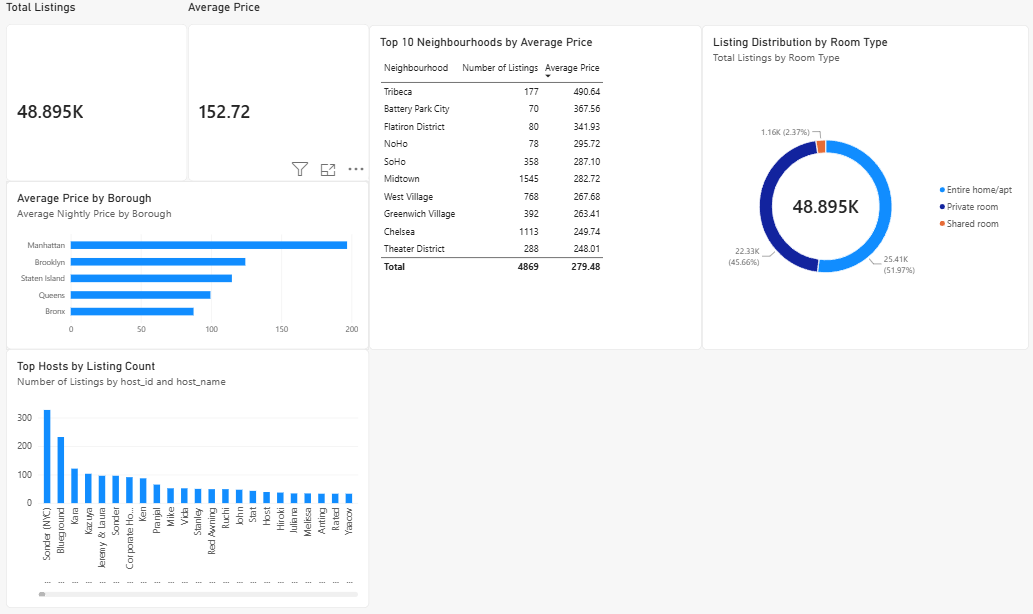 Total Listings
Average Price
48.895K
152.72
Average Price by Borough
Average Nightly Price by Borough
Manhattan
Brooklyn
Staten Island
Queens
Bronx
0 50 100 150 200
Top Hosts by Listing Count
Number of Listings by host_id and host_name
300
200
100
0
Sonder (NYC)
Blueground
Kara
Kazuya
Jeremy & Laura
Sonder
Corporate Ho...
Ken
Pranjal
Mike
Vida
Stanley
Red Awning
Ruchi
John
Stat
Host
Hiroki
Juliana
Melissa
Anting
Rated
Yaacov
... ... ... ... ... ... ... ... ... ... ... ... ... ... ... ... ... ... ... ... ... ... ...
Top 10 Neighbourhoods by Average Price
Neighbourhood Number of Listings Average Price
Tribeca 177 490.64
Battery Park City 70 367.56
Flatiron District 80 341.93
NoHo 78 295.72
SoHo 358 287.10
Midtown 1545 282.72
West Village 768 267.68
Greenwich Village 392 263.41
Chelsea 1113 249.74
Theater District 288 248.01
Total 4869 279.48
Listing Distribution by Room Type
Total Listings by Room Type
1.16K (2.37%)
48.895K
22.33K
(45.66%)
25.41K
(51.97%)
Entire home/apt
Private room
Shared room